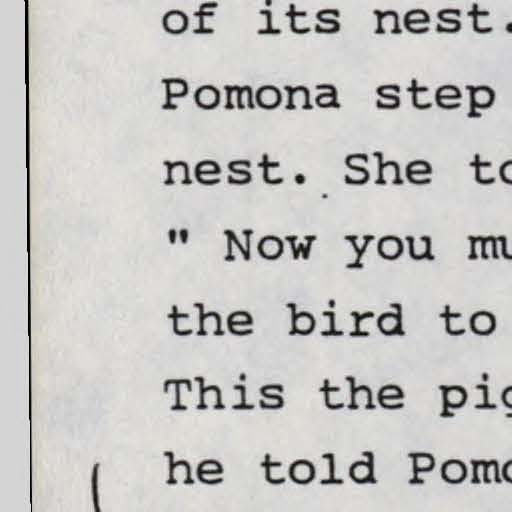 of its nest.
Pomona step
nest. She to
" Now you mu
the bird to
This the pig
he told Pomo